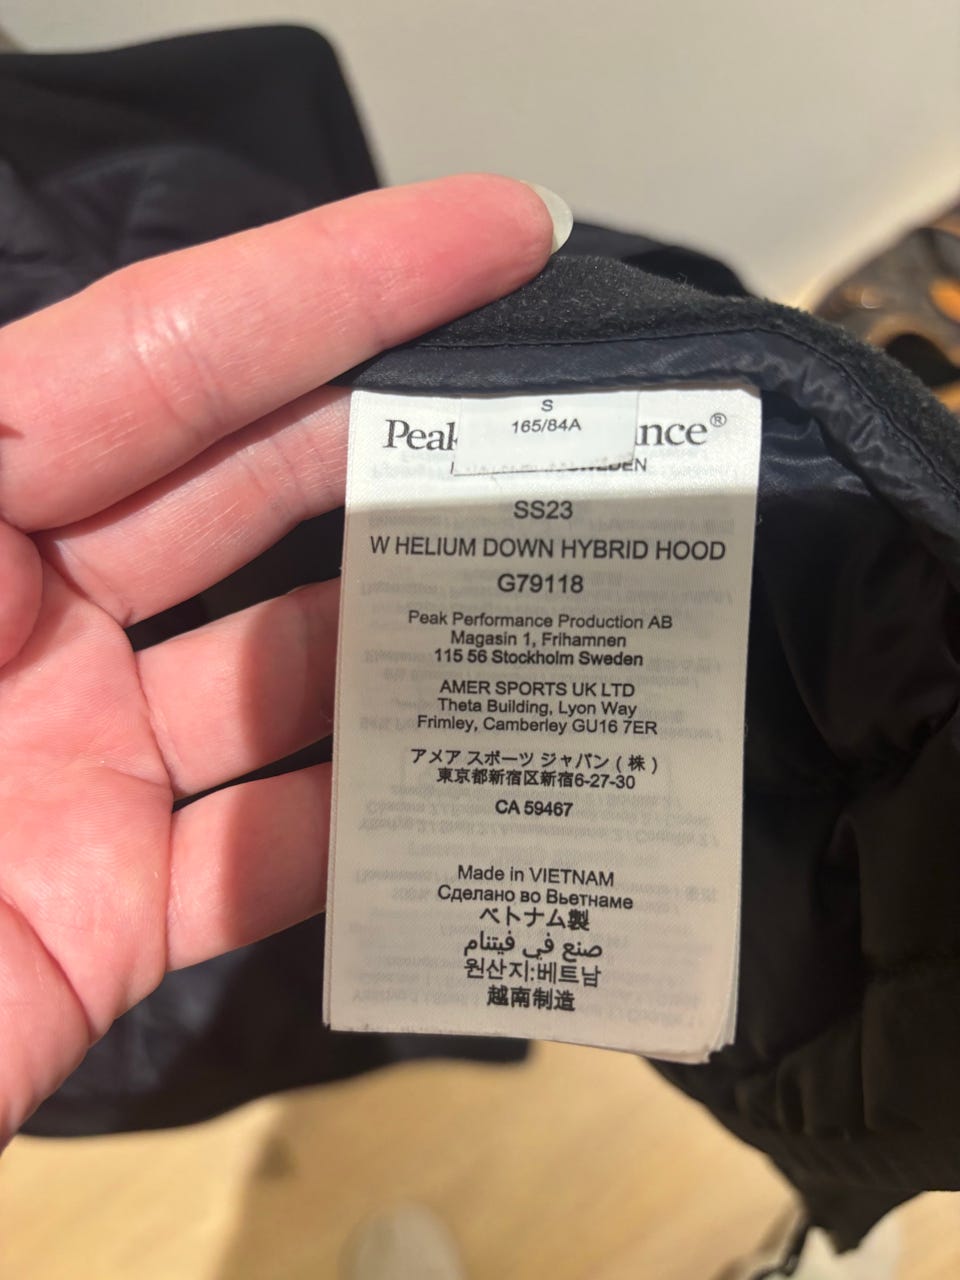 S
165/84A
Peak nce®
EDEN
SS23
W HELIUM DOWN HYBRID HOOD
G79118
Peak Performance Production AB
Magasin 1, Frihamnen
115 56 Stockholm Sweden
AMER SPORTS UK LTD
Theta Building, Lyon Way
Frimley, Camberley GU16 7ER
アメア スポーツ ジャパン ( 株 )
東京都新宿区新宿6-27-30
CA 59467
Made in VIETNAM
Сделано во Вьетнаме
ベトナム製
صنع في فيتنام
원산지:베트남
越南制造